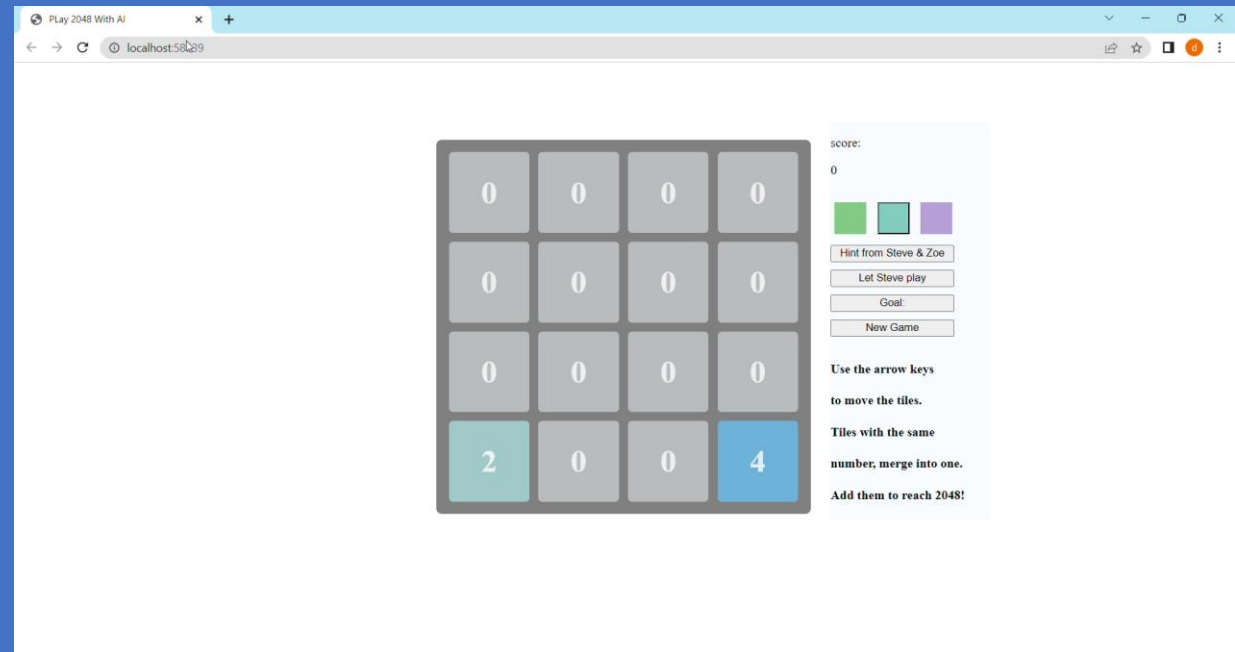 PLay 2048 With AI
localhost:58
89
d
0 0 0 0
0 0 0 0
0 0 0 0
2 0 0 4
score:
0
Hint from Steve & Zoe
Let Steve play
Goal:
New Game
Use the arrow keys
to move the tiles.
Tiles with the same
number, merge into one.
Add them to reach 2048!